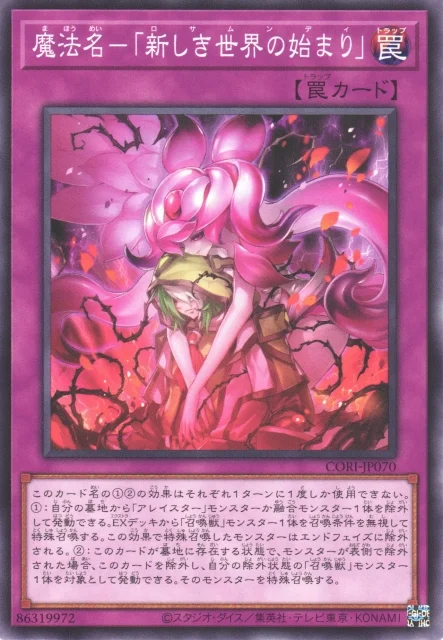 魔法名－「新しき世界の始まり」罠
【罠カード】
CORI-JP070
このカード名の①②の効果はそれぞれ1ターンに1度しか使用できない。
①：自分の墓地から「アレイスター」モンスターか融合モンスター1体を除外
して発動できる。EXデッキから「召喚獣」モンスター1体を召喚条件を無視して
特殊召喚する。この効果で特殊召喚したモンスターはエンドフェイズに除外
される。②：このカードが墓地に存在する状態で、モンスターが表側で除外
された場合、このカードを除外し、自分の除外状態の「召喚獣」モンスター
1体を対象として発動できる。そのモンスターを特殊召喚する。
86319972
©スタジオ・ダイス/集英社・テレビ東京・KONAMI